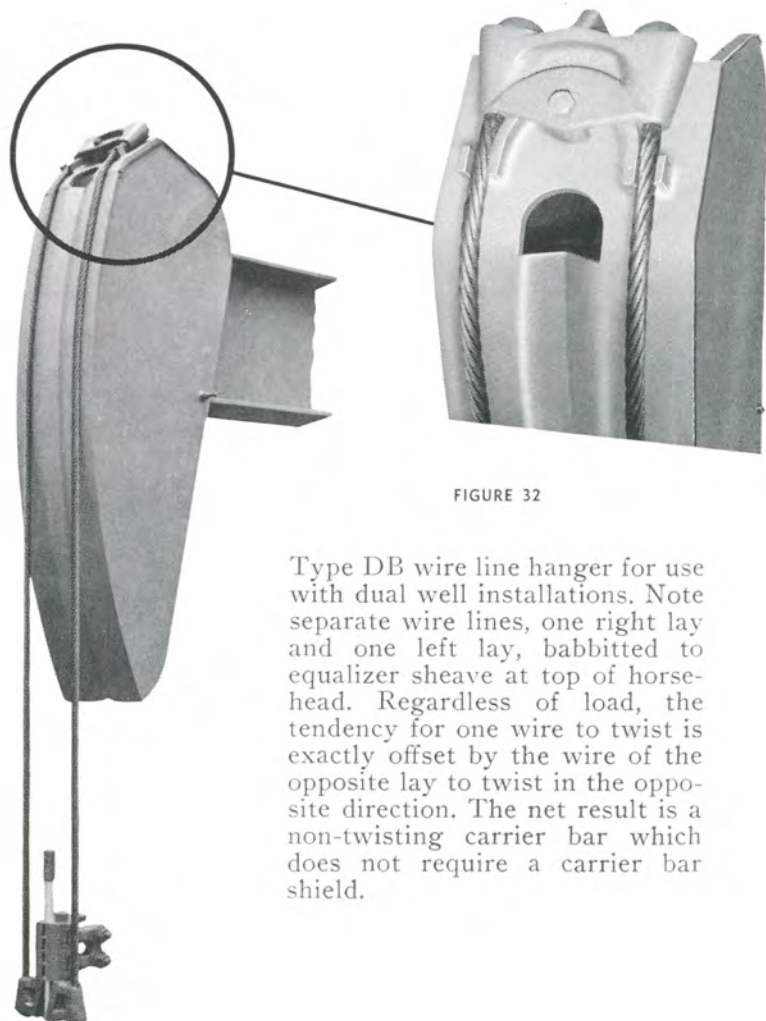 FIGURE 32
Type DB wire line hanger for use
with dual well installations. Note
separate wire lines, one right lay
and one left lay, babbitted to
equalizer sheave at top of horse-
head. Regardless of load, the
tendency for one wire to twist is
exactly offset by the wire of the
opposite lay to twist in the oppo-
site direction. The net result is a
non-twisting carrier bar which
does not require a carrier bar
shield.